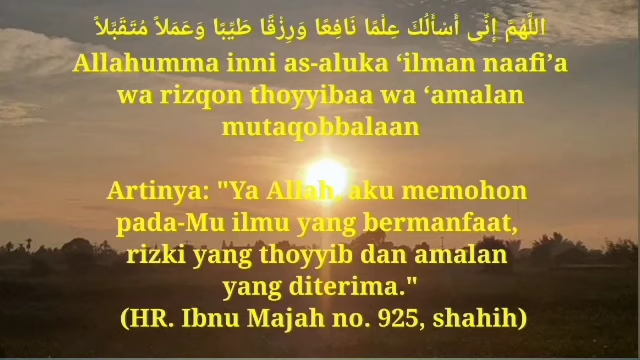 اللَّهُمَّ إِنِّى أَسْأَلُكَ عِلْمًا نَافِعًا وَرِزْقًا طَيِّبًا وَعَمَلاً مُتَقَبَّلاً
Allahumma inni as-aluka ‘ilman naafi’a
wa rizqon thoyyibaa wa ‘amalan
mutaqobbalaan
Artinya: "Ya Allah, aku memohon
pada-Mu ilmu yang bermanfaat,
rizki yang thoyyib dan amalan
yang diterima."
(HR. Ibnu Majah no. 925, shahih)